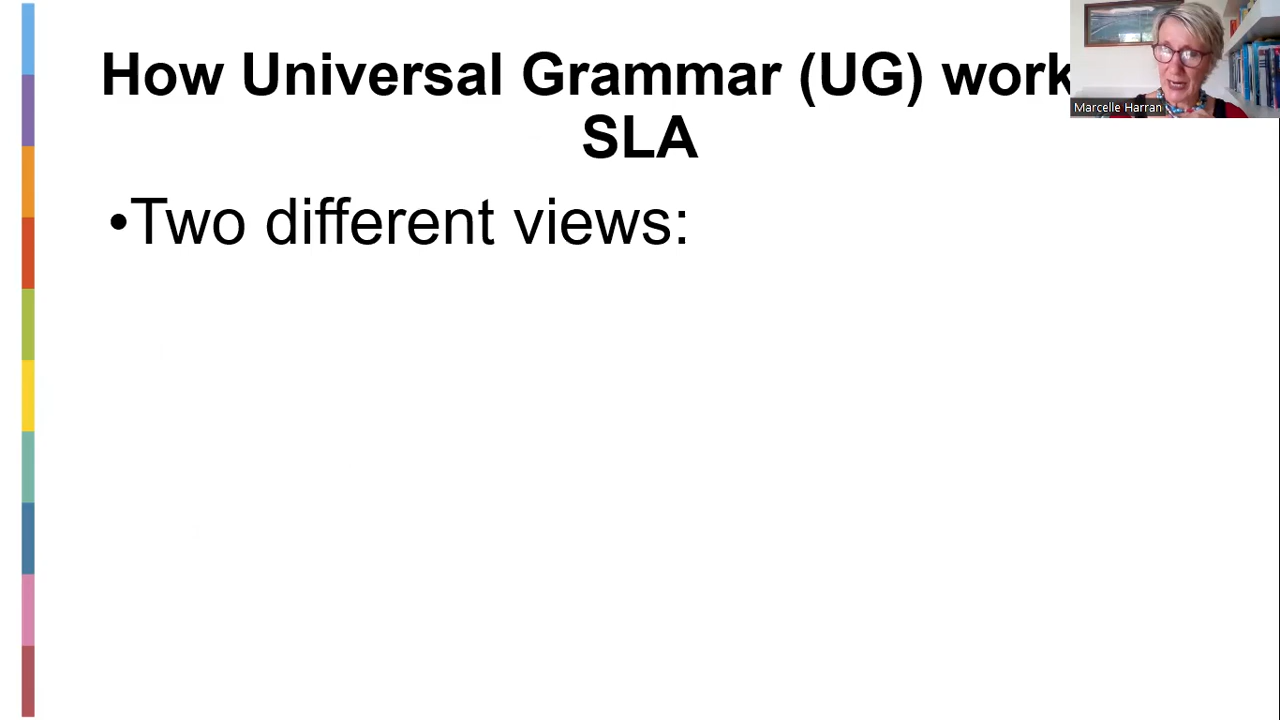 How Universal Grammar (UG) work
SLA
•Two different views:
Marcelle Harran